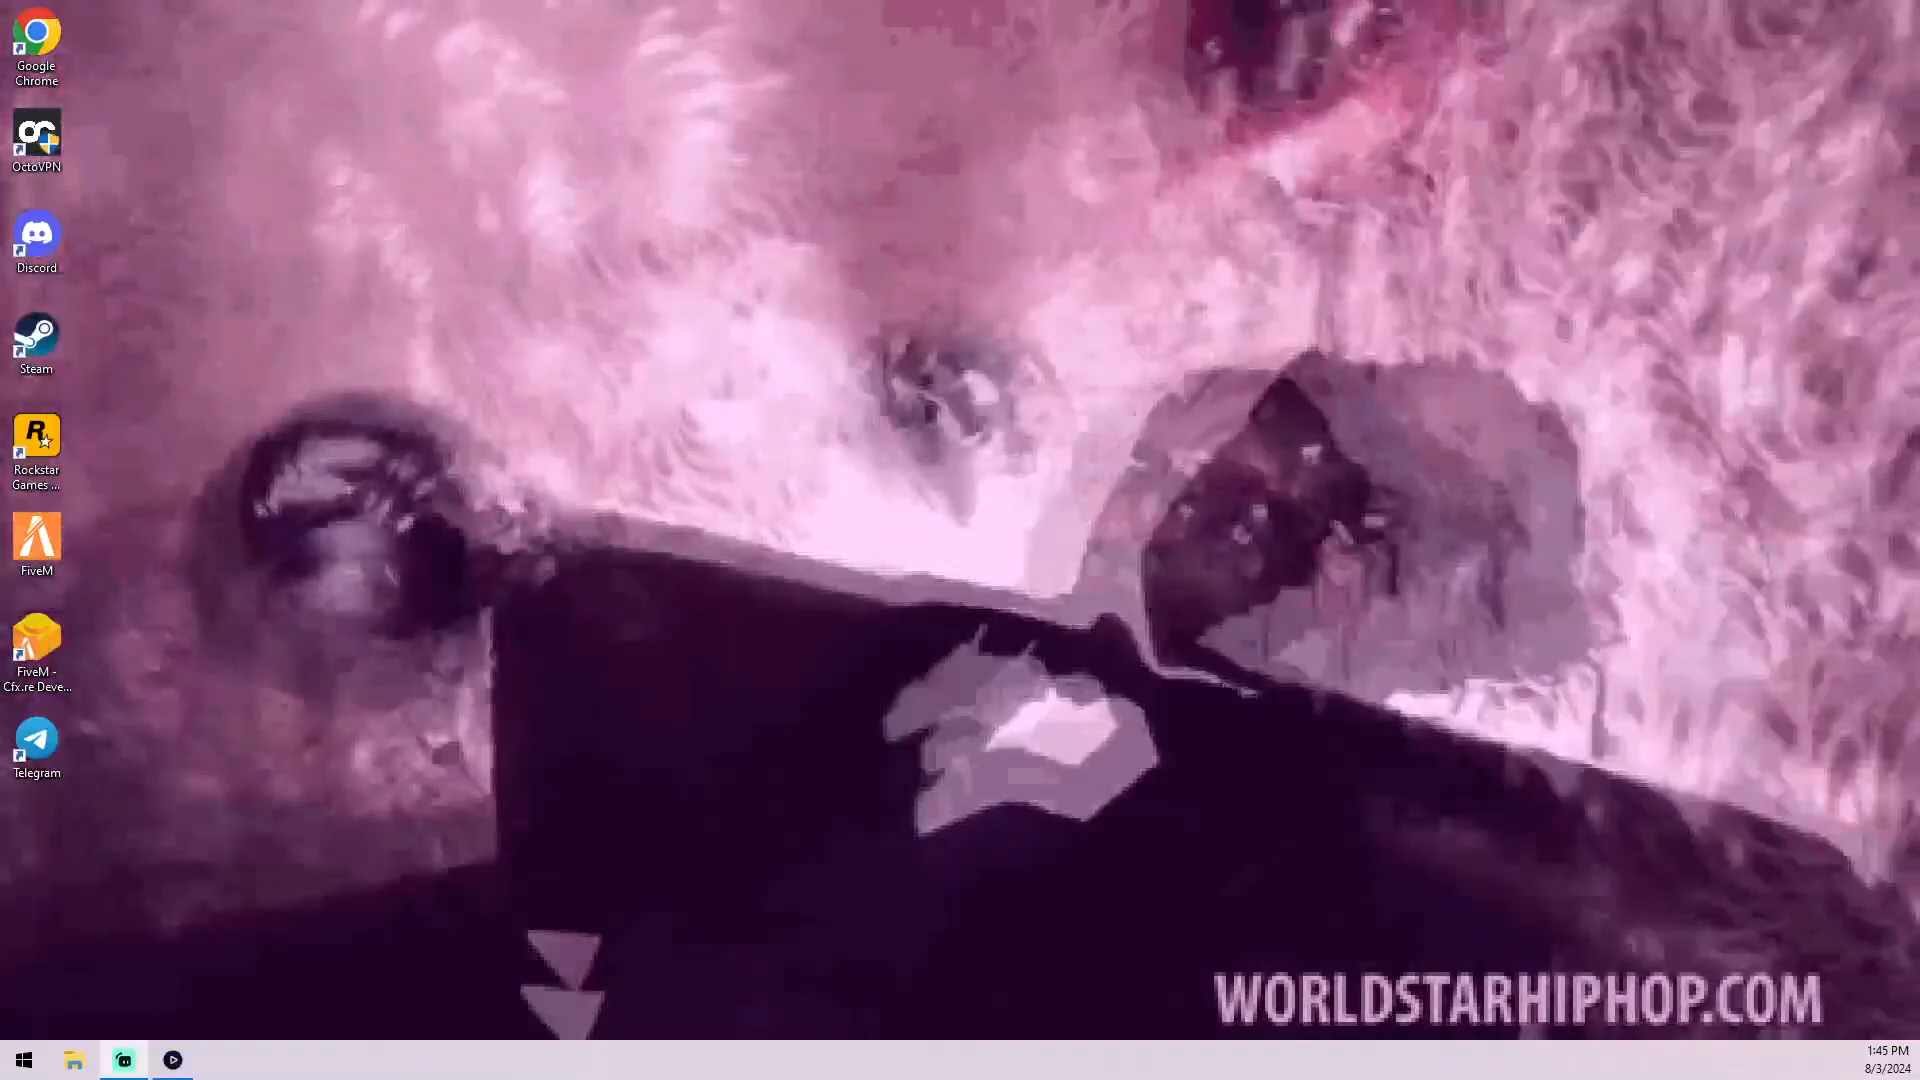 Google
Chrome
OctoVPN
Discord
Steam
Rockstar
Games ...
FiveM
FiveM -
Cfx.re Deve...
Telegram
WORLDSTARHIPHOP.COM
1:45 PM
8/3/2024